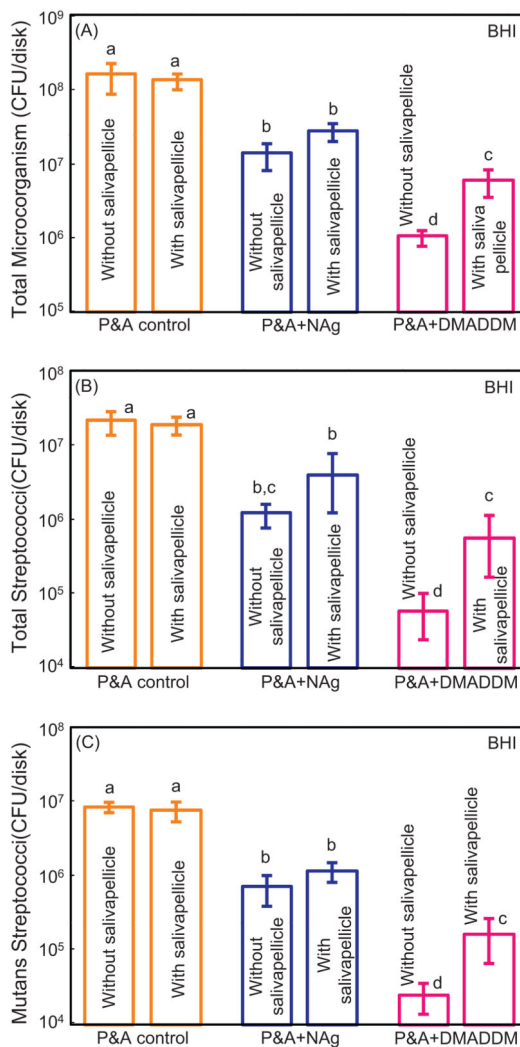 (A)
BHI
Total Microorganism (CFU/disk)
10⁹
10⁸
10⁷
10⁶
10⁵
a
a
b
b
d
c
Without salivapellicle
With salivapellicle
Without
salivapellicle
With salivapellicle
Without salivapellicle
With saliva
pellicle
P&A control
P&A+NAg
P&A+DMADDM
(B)
BHI
Total Streptococci(CFU/disk)
10⁸
10⁷
10⁶
10⁵
10⁴
a
a
b,c
b
d
c
Without salivapellicle
With salivapellicle
Without
salivapellicle
With salivapellicle
Without salivapellicle
With
salivapellicle
P&A control
P&A+NAg
P&A+DMADDM
(C)
BHI
Mutans Streptococci(CFU/disk)
10⁸
10⁷
10⁶
10⁵
10⁴
a
a
b
b
d
c
Without salivapellicle
With salivapellicle
Without
salivapellicle
With
salivapellicle
Without salivapellicle
With salivapellicle
P&A control
P&A+NAg
P&A+DMADDM